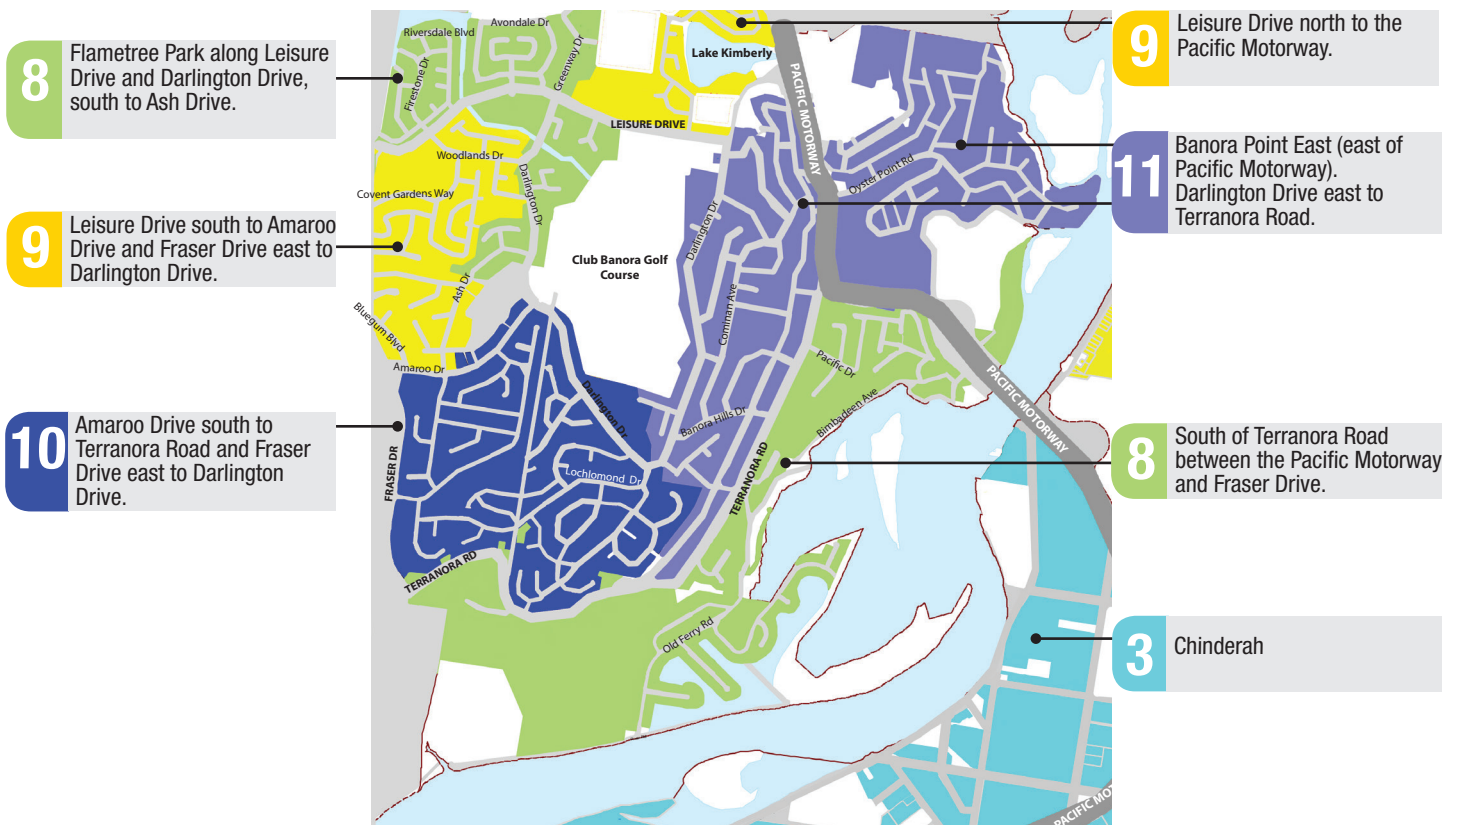 8
Flametree Park along Leisure
Drive and Darlington Drive,
south to Ash Drive.
9
Leisure Drive south to Amaroo
Drive and Fraser Drive east to
Darlington Drive.
10
Amaroo Drive south to
Terranora Road and Fraser
Drive east to Darlington
Drive.
Avondale Dr
Riversdale Blvd
Greenway Dr
Firestone Dr
Lake Kimberly
PACIFIC MOTORWAY
LEISURE DRIVE
Woodlands Dr
Darlington Dr
Covent Gardens Way
Oyster Point Rd
Darlington Dr
Club Banora Golf
Course
Ash Dr
Bluegum Blvd
Cominan Ave
Amaroo Dr
Pacific Dr
PACIFIC MOTORWAY
Darlington Dr
Bimbadeen Ave
Banora Hills Dr
FRASER DR
Lochlomond Dr
TERRANORA RD
TERRANORA RD
Old Ferry Rd
PACIFIC MOT
9
Leisure Drive north to the
Pacific Motorway.
11
Banora Point East (east of
Pacific Motorway).
Darlington Drive east to
Terranora Road.
8
South of Terranora Road
between the Pacific Motorway
and Fraser Drive.
3
Chinderah